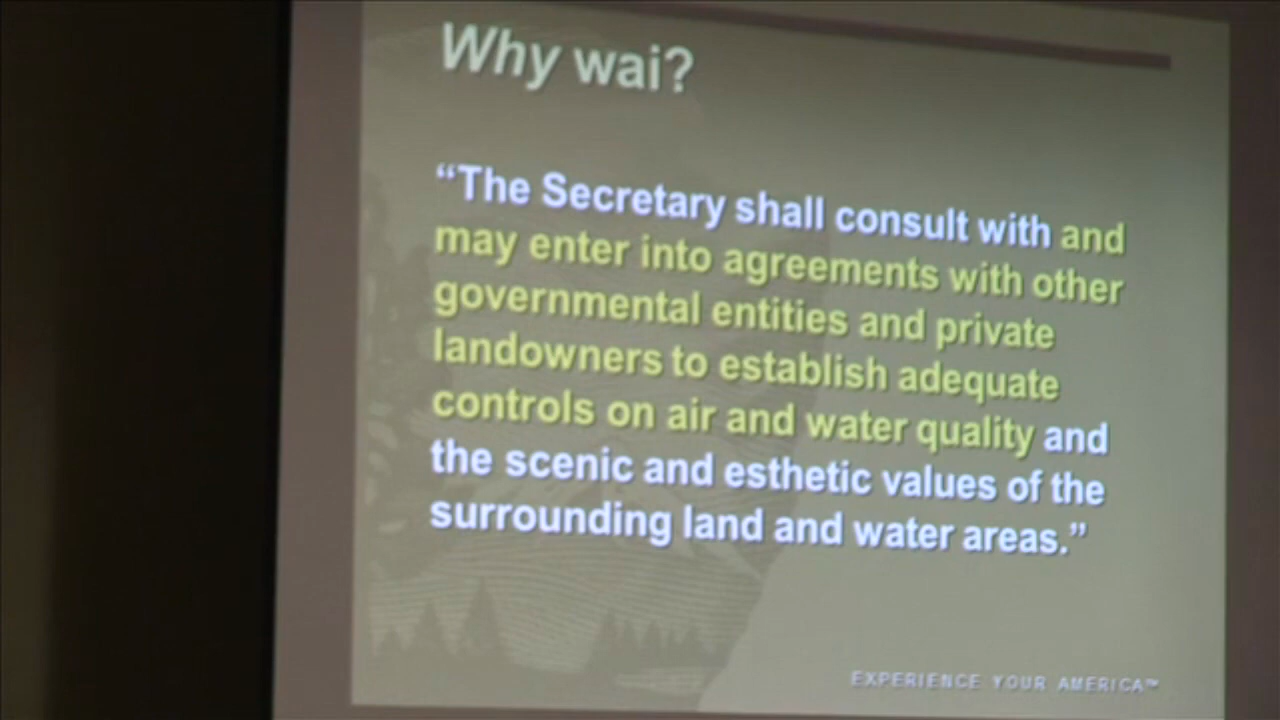 Why wai?
“The Secretary shall consult with and
may enter into agreements with other
governmental entities and private
landowners to establish adequate
controls on air and water quality and
the scenic and esthetic values of the
surrounding land and water areas.”
EXPERIENCE YOUR AMERICA™